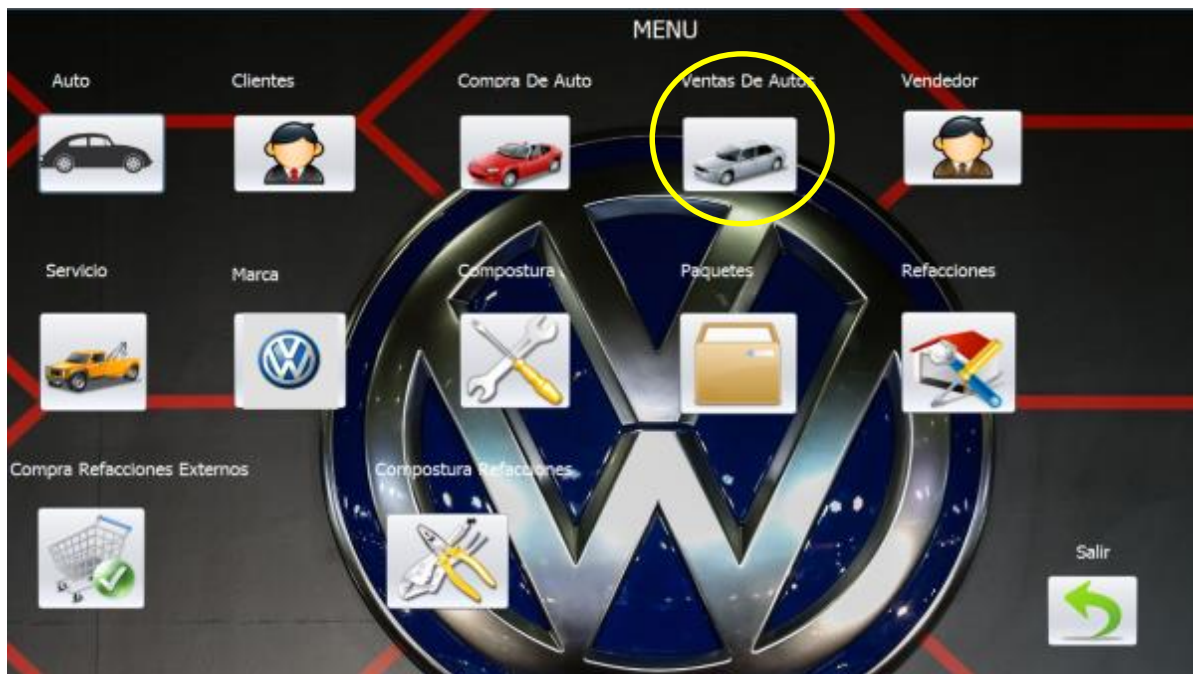 MENU
Auto
Clientes
Compra De Auto
Ventas De Autos
Vendedor
Servicio
Marca
Compostura
Paquetes
Refacciones
Compra Refacciones Externos
Compostura Refacciones
Salir